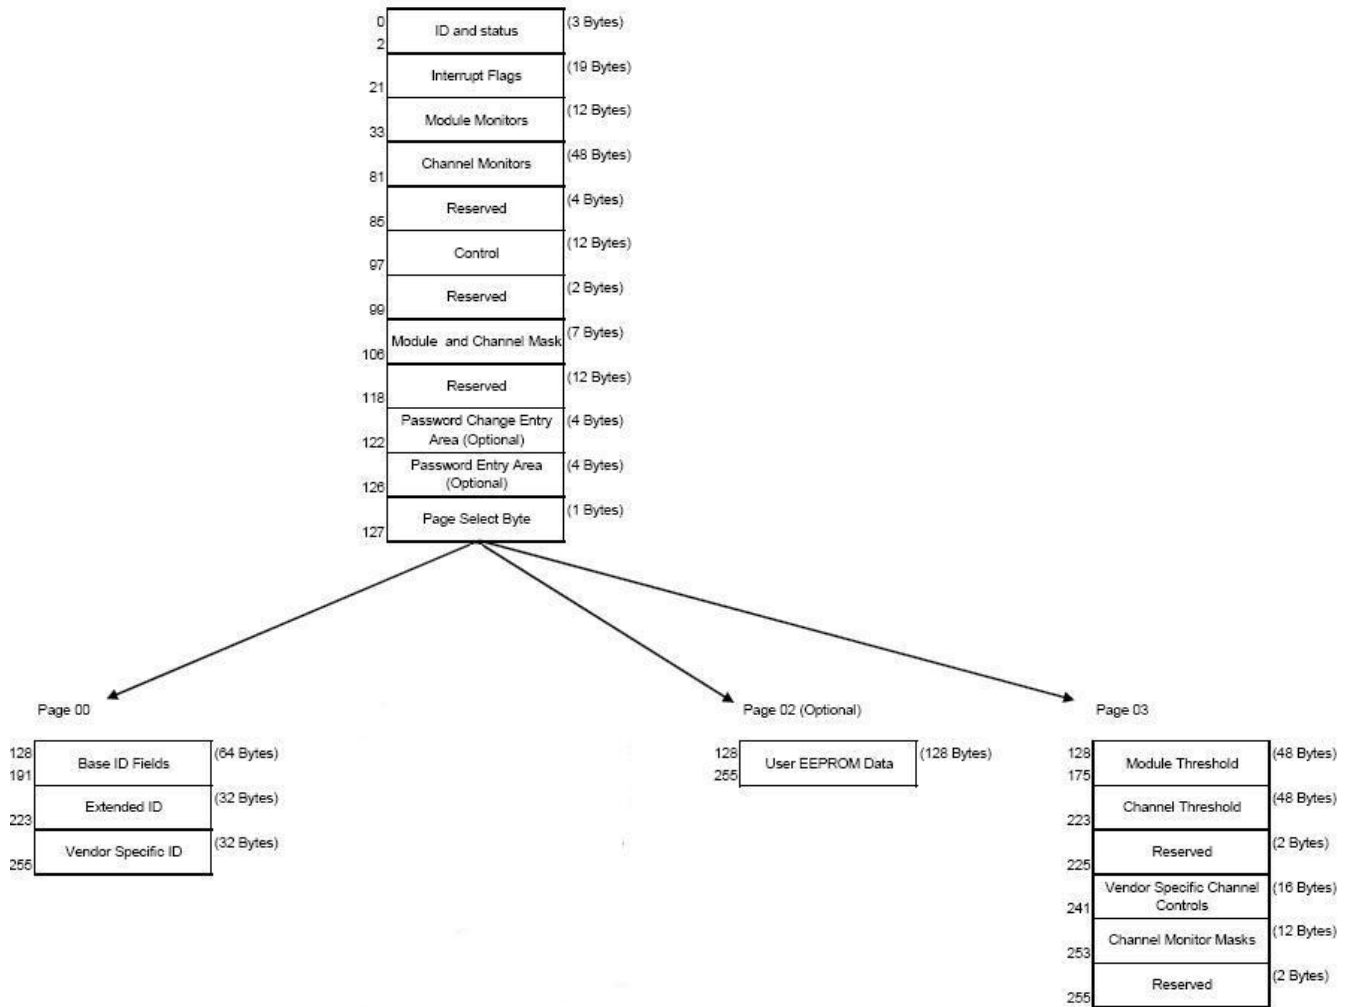 0
ID and status
(3 Bytes)
2
Interrupt Flags
(19 Bytes)
21
Module Monitors
(12 Bytes)
33
Channel Monitors
(48 Bytes)
81
Reserved
(4 Bytes)
85
Control
(12 Bytes)
97
Reserved
(2 Bytes)
99
Module and Channel Mask
(7 Bytes)
106
Reserved
(12 Bytes)
118
Password Change Entry
Area (Optional)
(4 Bytes)
122
Password Entry Area
(Optional)
(4 Bytes)
126
Page Select Byte
(1 Bytes)
127
Page 00
128
Base ID Fields
(64 Bytes)
191
Extended ID
(32 Bytes)
223
Vendor Specific ID
(32 Bytes)
255
Page 02 (Optional)
128
User EEPROM Data
(128 Bytes)
255
Page 03
128
Module Threshold
(48 Bytes)
175
Channel Threshold
(48 Bytes)
223
Reserved
(2 Bytes)
225
Vendor Specific Channel
Controls
(16 Bytes)
241
Channel Monitor Masks
(12 Bytes)
253
Reserved
(2 Bytes)
255